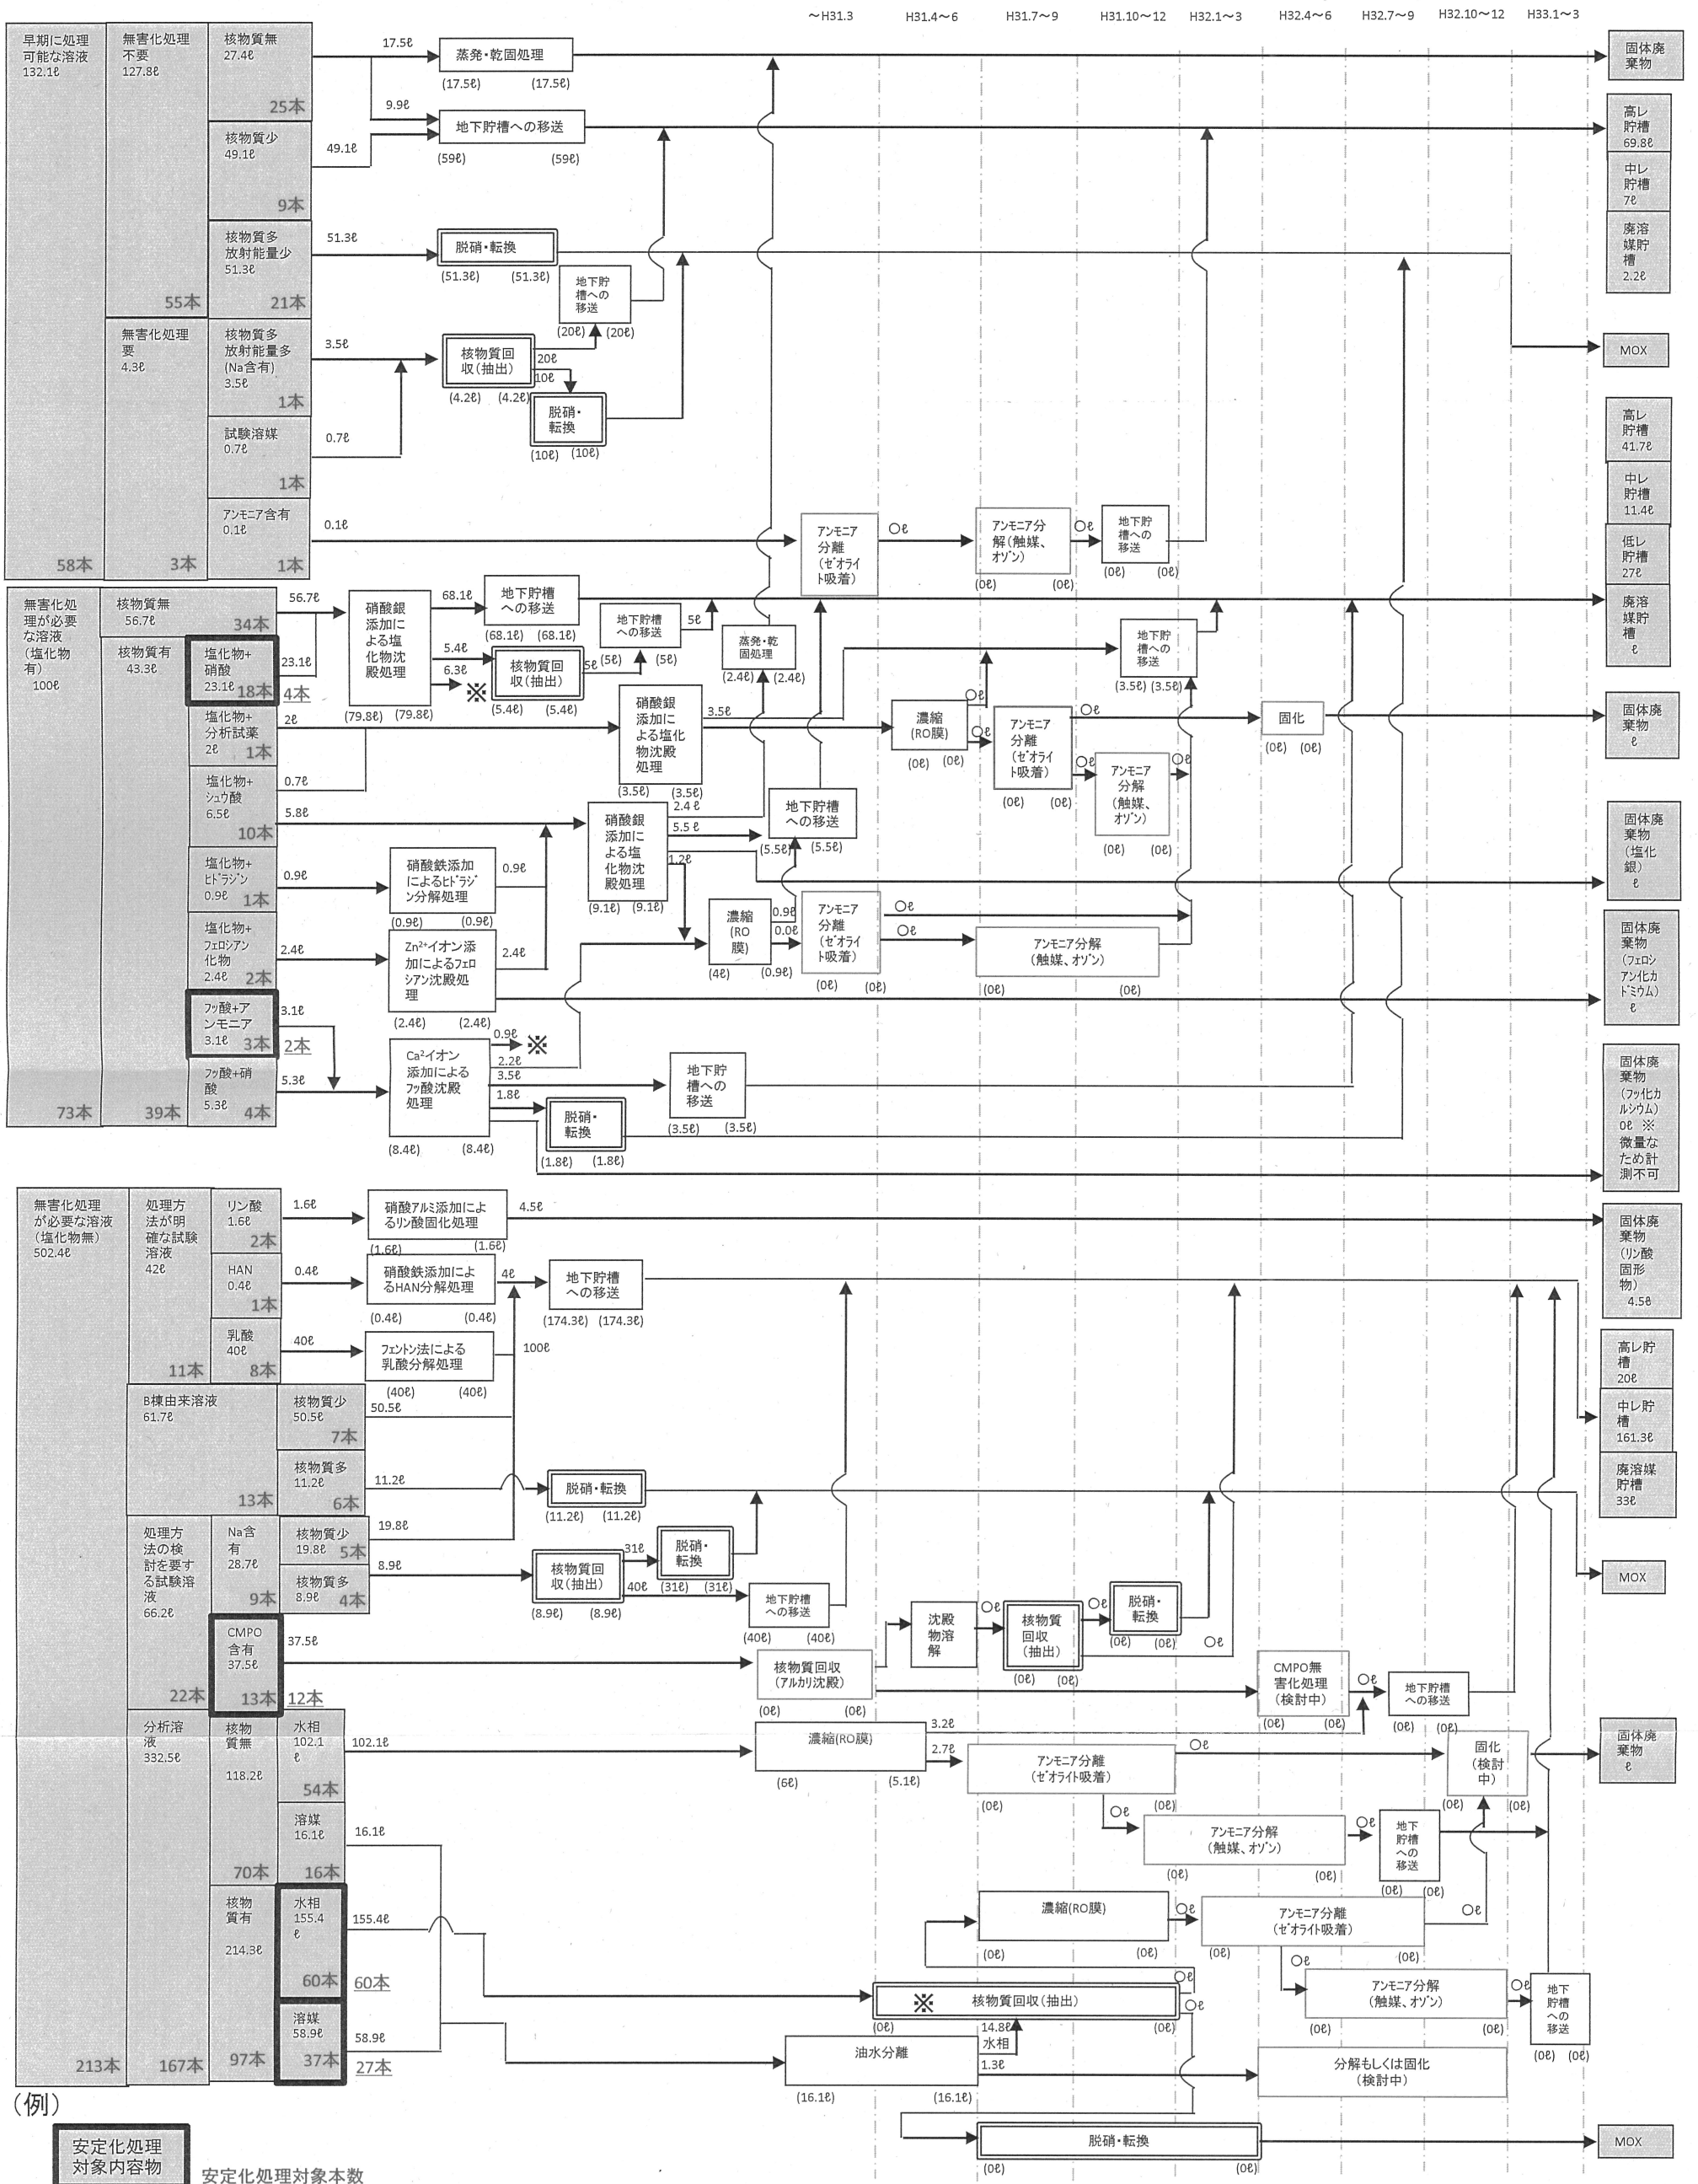 ～H31.3
H31.4～6
H31.7～9
H31.10～12
H32.1～3
H32.4～6
H32.7～9
H32.10～12
H33.1～3
早期に処理
可能な溶液
132.1ℓ
58本
無害化処理
不要
127.8ℓ
55本
核物質無
27.4ℓ
25本
核物質少
49.1ℓ
9本
核物質多
放射能量少
51.3ℓ
21本
無害化処理
要
4.3ℓ
3本
核物質多
放射能量多
(Na含有)
3.5ℓ
1本
試験溶媒
0.7ℓ
1本
アンモニア含有
0.1ℓ
1本
17.5ℓ
蒸発・乾固処理
(17.5ℓ)
(17.5ℓ)
9.9ℓ
49.1ℓ
地下貯槽への移送
(59ℓ)
(59ℓ)
51.3ℓ
脱硝・転換
(51.3ℓ)
(51.3ℓ)
地下貯
槽への
移送
(20ℓ)
(20ℓ)
3.5ℓ
核物質回
収(抽出)
20ℓ
10ℓ
(4.2ℓ)
(4.2ℓ)
脱硝・
転換
(10ℓ)
(10ℓ)
0.7ℓ
0.1ℓ
アンモニア
分離
(ゼオライ
ト吸着)
○ℓ
アンモニア分
解(触媒、
オゾン)
(0ℓ)
(0ℓ)
○ℓ
地下貯
槽への
移送
(0ℓ)
(0ℓ)
固体廃
棄物
高レ
貯槽
69.8ℓ
中レ
貯槽
7ℓ
廃溶
媒貯
槽
2.2ℓ
MOX
高レ
貯槽
41.7ℓ
中レ
貯槽
11.4ℓ
低レ
貯槽
27ℓ
廃溶
媒貯
槽
ℓ
無害化処
理が必要
な溶液
(塩化物
有)
100ℓ
73本
核物質無
56.7ℓ
34本
核物質有
43.3ℓ
39本
塩化物+
硝酸
23.1ℓ
18本
4本
塩化物+
分析試薬
2ℓ
1本
塩化物+
シュウ酸
6.5ℓ
10本
塩化物+
ヒドラジン
0.9ℓ
1本
塩化物+
フェロシアン
化物
2.4ℓ
2本
フッ酸+ア
ンモニア
3.1ℓ
3本
2本
フッ酸+硝
酸
5.3ℓ
4本
56.7ℓ
23.1ℓ
硝酸銀
添加に
よる塩
化物沈
殿処理
(79.8ℓ)
(79.8ℓ)
68.1ℓ
5.4ℓ
6.3ℓ
※
地下貯槽
への移送
(68.1ℓ)
(68.1ℓ)
核物質回
収(抽出)
(5.4ℓ)
(5.4ℓ)
5ℓ
地下貯槽
への移送
(5ℓ)
(5ℓ)
5ℓ
蒸発・乾
固処理
(2.4ℓ)
(2.4ℓ)
地下貯
槽への
移送
(3.5ℓ)
(3.5ℓ)
2ℓ
0.7ℓ
硝酸銀
添加に
よる塩化
物沈殿
処理
(3.5ℓ)
(3.5ℓ)
3.5ℓ
濃縮
(RO膜)
(0ℓ)
(0ℓ)
○ℓ
○ℓ
アンモニア
分離
(ゼオライ
ト吸着)
(0ℓ)
(0ℓ)
○ℓ
○ℓ
アンモニア
分解
(触媒、
オゾン)
(0ℓ)
(0ℓ)
○ℓ
固化
(0ℓ)
(0ℓ)
固体廃
棄物
ℓ
5.8ℓ
硝酸銀
添加に
よる塩
化物沈
殿処理
(9.1ℓ)
(9.1ℓ)
2.4 ℓ
5.5 ℓ
1.2ℓ
地下貯槽
への移送
(5.5ℓ)
(5.5ℓ)
固体廃
棄物
(塩化
銀)
ℓ
0.9ℓ
硝酸鉄添加
によるヒドラジ
ン分解処理
(0.9ℓ)
(0.9ℓ)
0.9ℓ
2.4ℓ
Zn²⁺イオン添
加によるフェロ
シアン沈殿処
理
(2.4ℓ)
(2.4ℓ)
2.4ℓ
濃縮
(RO
膜)
(4ℓ)
(0.9ℓ)
0.9ℓ
0.0ℓ
アンモニア
分離
(ゼオライ
ト吸着)
(0ℓ)
(0ℓ)
○ℓ
○ℓ
アンモニア分解
(触媒、オゾン)
(0ℓ)
(0ℓ)
固体廃
棄物
(フェロシ
アン化カ
ドミウム)
ℓ
3.1ℓ
5.3ℓ
Ca²イオン
添加による
フッ酸沈殿
処理
(8.4ℓ)
(8.4ℓ)
0.9ℓ
※
2.2ℓ
3.5ℓ
1.8ℓ
地下貯
槽への
移送
(3.5ℓ)
(3.5ℓ)
脱硝・
転換
(1.8ℓ)
(1.8ℓ)
固体廃
棄物
(フッ化カ
ルシウム)
0ℓ ※
微量な
ため計
測不可
無害化処理
が必要な溶液
(塩化物無)
502.4ℓ
213本
処理方
法が明
確な試験
溶液
42ℓ
11本
リン酸
1.6ℓ
2本
HAN
0.4ℓ
1本
乳酸
40ℓ
8本
B棟由来溶液
61.7ℓ
13本
核物質少
50.5ℓ
7本
核物質多
11.2ℓ
6本
処理方
法の検
討を要す
る試験溶
液
66.2ℓ
22本
Na含
有
28.7ℓ
9本
核物質少
19.8ℓ
5本
核物質多
8.9ℓ
4本
CMPO
含有
37.5ℓ
13本
12本
分析溶
液
332.5ℓ
167本
核物
質無
118.2ℓ
70本
水相
102.1
ℓ
54本
溶媒
16.1ℓ
16本
核物
質有
214.3ℓ
97本
水相
155.4
ℓ
60本
60本
溶媒
58.9ℓ
37本
27本
1.6ℓ
硝酸アルミ添加によ
るリン酸固化処理
(1.6ℓ)
(1.6ℓ)
4.5ℓ
0.4ℓ
硝酸鉄添加によ
るHAN分解処理
(0.4ℓ)
(0.4ℓ)
4ℓ
地下貯槽
への移送
(174.3ℓ)
(174.3ℓ)
40ℓ
フェントン法による
乳酸分解処理
(40ℓ)
(40ℓ)
100ℓ
50.5ℓ
11.2ℓ
脱硝・転換
(11.2ℓ)
(11.2ℓ)
19.8ℓ
8.9ℓ
核物質回
収(抽出)
(8.9ℓ)
(8.9ℓ)
31ℓ
40ℓ
脱硝・
転換
(31ℓ)
(31ℓ)
地下貯槽
への移送
(40ℓ)
(40ℓ)
37.5ℓ
核物質回収
(アルカリ沈殿)
(0ℓ)
(0ℓ)
沈殿
物溶
解
○ℓ
核物質
回収
(抽出)
(0ℓ)
(0ℓ)
○ℓ
脱硝・
転換
(0ℓ)
(0ℓ)
○ℓ
CMPO無
害化処理
(検討中)
(0ℓ)
(0ℓ)
○ℓ
地下貯槽
への移送
(0ℓ)
(0ℓ)
102.1ℓ
濃縮(RO膜)
(6ℓ)
(5.1ℓ)
3.2ℓ
2.7ℓ
アンモニア分離
(ゼオライト吸着)
(0ℓ)
(0ℓ)
○ℓ
固化
(検討
中)
(0ℓ)
(0ℓ)
○ℓ
アンモニア分解
(触媒、オゾン)
(0ℓ)
(0ℓ)
○ℓ
地下
貯槽
への
移送
(0ℓ)
(0ℓ)
16.1ℓ
155.4ℓ
濃縮(RO膜)
(0ℓ)
(0ℓ)
○ℓ
アンモニア分離
(ゼオライト吸着)
(0ℓ)
(0ℓ)
○ℓ
○ℓ
アンモニア分解
(触媒、オゾン)
(0ℓ)
(0ℓ)
○ℓ
地下
貯槽
への
移送
(0ℓ)
(0ℓ)
※
核物質回収(抽出)
(0ℓ)
(0ℓ)
○ℓ
○ℓ
58.9ℓ
油水分離
(16.1ℓ)
(16.1ℓ)
14.8ℓ
水相
1.3ℓ
分解もしくは固化
(検討中)
脱硝・転換
(0ℓ)
(0ℓ)
固体廃
棄物
(リン酸
固形
物)
4.5ℓ
高レ貯
槽
20ℓ
中レ貯
槽
161.3ℓ
廃溶媒
貯槽
33ℓ
MOX
固体廃
棄物
ℓ
MOX
(例)
安定化処理
対象内容物
安定化処理対象本数